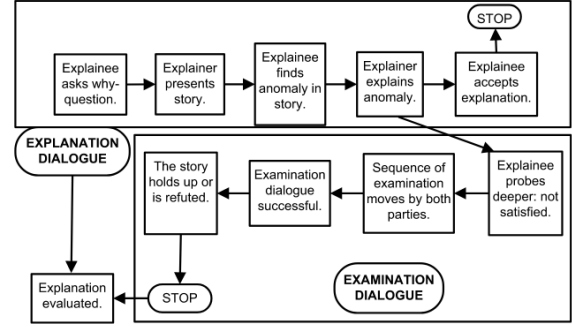 STOP
Explainee
asks why-
question.
Explainer
presents
story.
Explainee
finds
anomaly in
story.
Explainer
explains
anomaly.
Explainee
accepts
explanation.
EXPLANATION
DIALOGUE
The story
holds up or
is refuted.
Examination
dialogue
successful.
Sequence of
examination
moves by both
parties.
Explainee
probes
deeper: not
satisfied.
Explanation
evaluated.
STOP
EXAMINATION
DIALOGUE